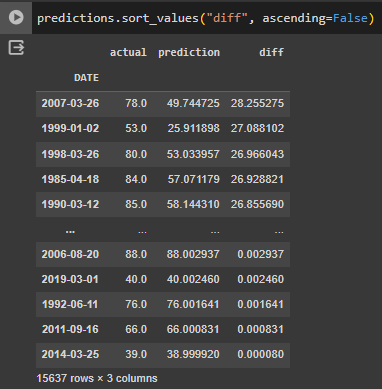 predictions.sort_values("diff", ascending=False)
actual prediction diff
DATE
2007-03-26 78.0 49.744725 28.255275
1999-01-02 53.0 25.911898 27.088102
1998-03-26 80.0 53.033957 26.966043
1985-04-18 84.0 57.071179 26.928821
1990-03-12 85.0 58.144310 26.855690
... ... ... ...
2006-08-20 88.0 88.002937 0.002937
2019-03-01 40.0 40.002460 0.002460
1992-06-11 76.0 76.001641 0.001641
2011-09-16 66.0 66.000831 0.000831
2014-03-25 39.0 38.999920 0.000080
15637 rows × 3 columns